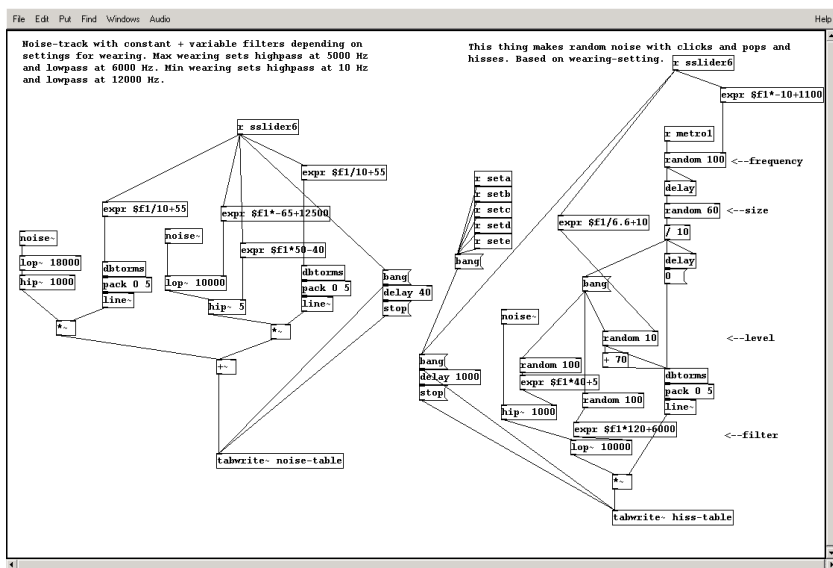 File Edit Put Find Windows Audio Help
Noise-track with constant + variable filters depending on
settings for wearing. Max wearing sets highpass at 5000 Hz
and lowpass at 6000 Hz. Min wearing sets highpass at 10 Hz
and lowpass at 12000 Hz.
r sslider6
expr $f1/10+55
expr $f1/10+55
expr $f1*-65+12500
noise~
noise~
expr $f1*50-40
lop~ 18000
hip~ 1000
dbtorms
pack 0 5
line~
lop~ 10000
hip~ 5
dbtorms
pack 0 5
line~
*~
*~
+~
bang
delay 40
stop
tabwrite~ noise-table
This thing makes random noise with clicks and pops and
hisses. Based on wearing-setting.
r sslider6
expr $f1*-10+1100
r metro1
random 100 <--frequency
delay
random 60 <--size
/ 10
delay
0
r seta
r setb
r setc
r setd
r sete
bang
expr $f1/6.6+10
bang
noise~
random 10 <--level
+ 70
bang
delay 1000
stop
random 100
expr $f1*40+5
dbtorms
pack 0 5
line~
random 100
hip~ 1000
expr $f1*120+6000 <--filter
lop~ 10000
*~
tabwrite~ hiss-table